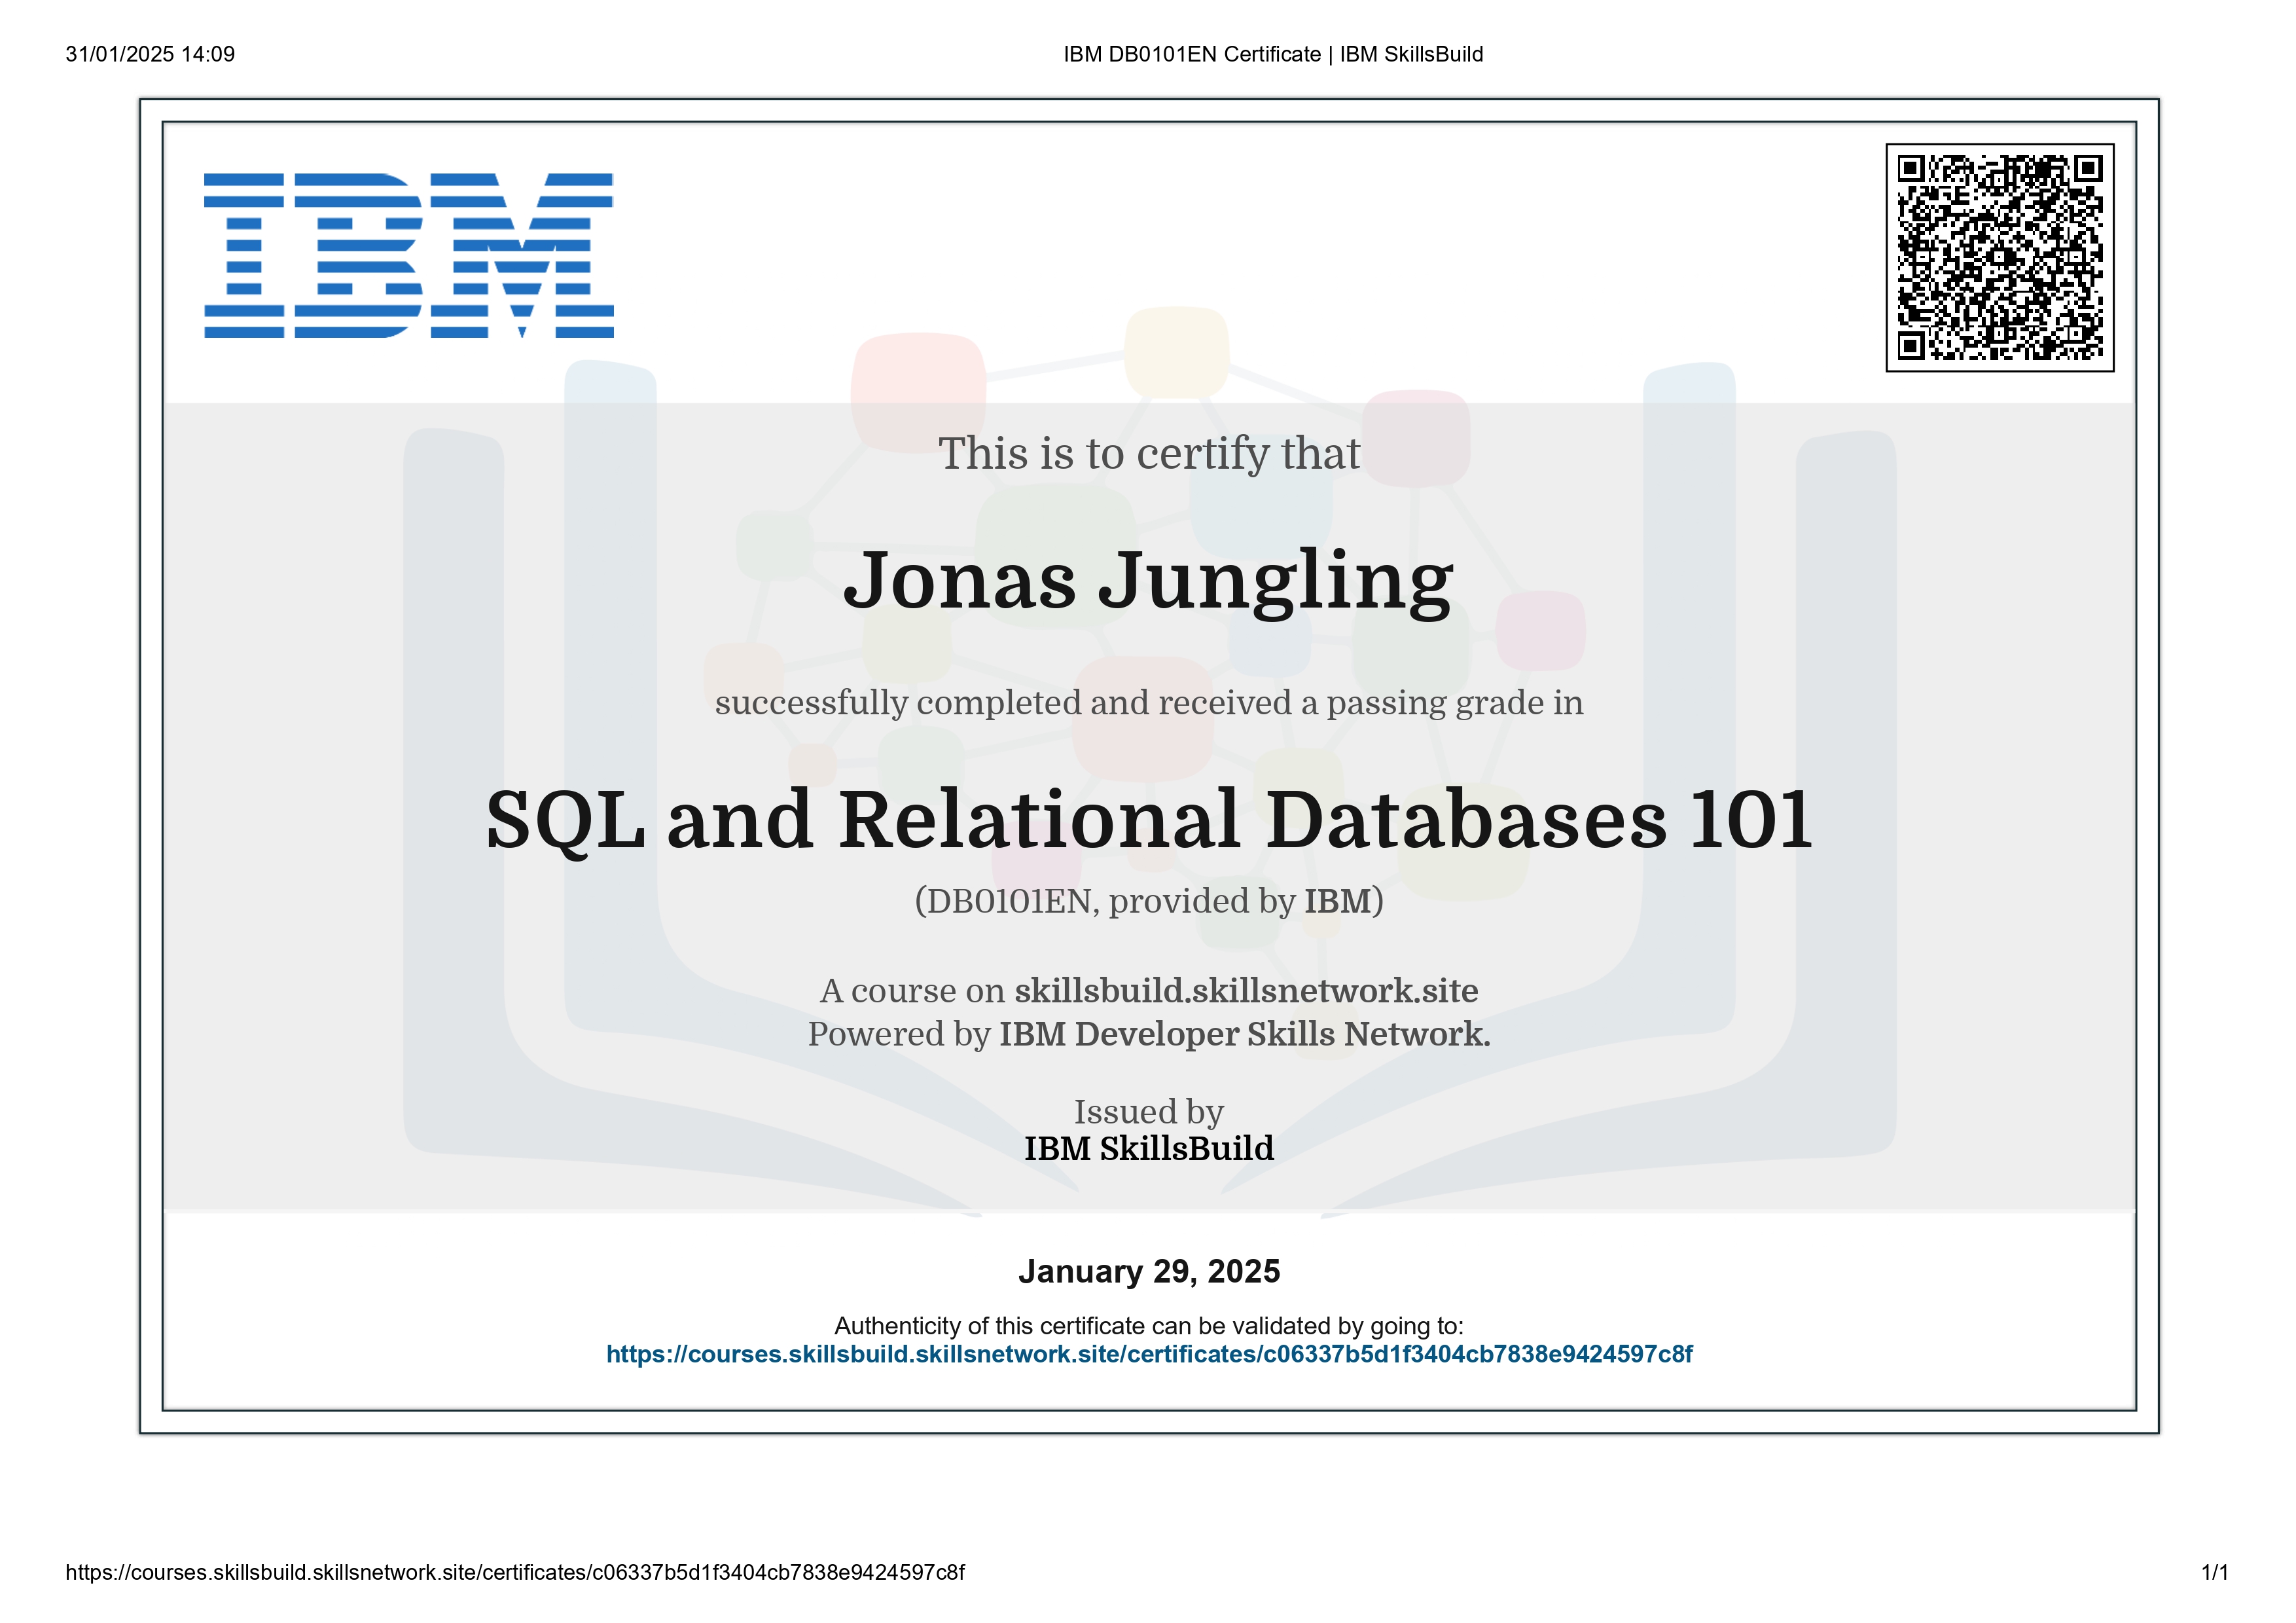 31/01/2025 14:09
IBM DB0101EN Certificate | IBM SkillsBuild
IBM
This is to certify that
Jonas Jungling
successfully completed and received a passing grade in
SQL and Relational Databases 101
(DB0101EN, provided by IBM)
A course on skillsbuild.skillsnetwork.site
Powered by IBM Developer Skills Network.
Issued by
IBM SkillsBuild
January 29, 2025
Authenticity of this certificate can be validated by going to:
https://courses.skillsbuild.skillsnetwork.site/certificates/c06337b5d1f3404cb7838e9424597c8f
https://courses.skillsbuild.skillsnetwork.site/certificates/c06337b5d1f3404cb7838e9424597c8f
1/1